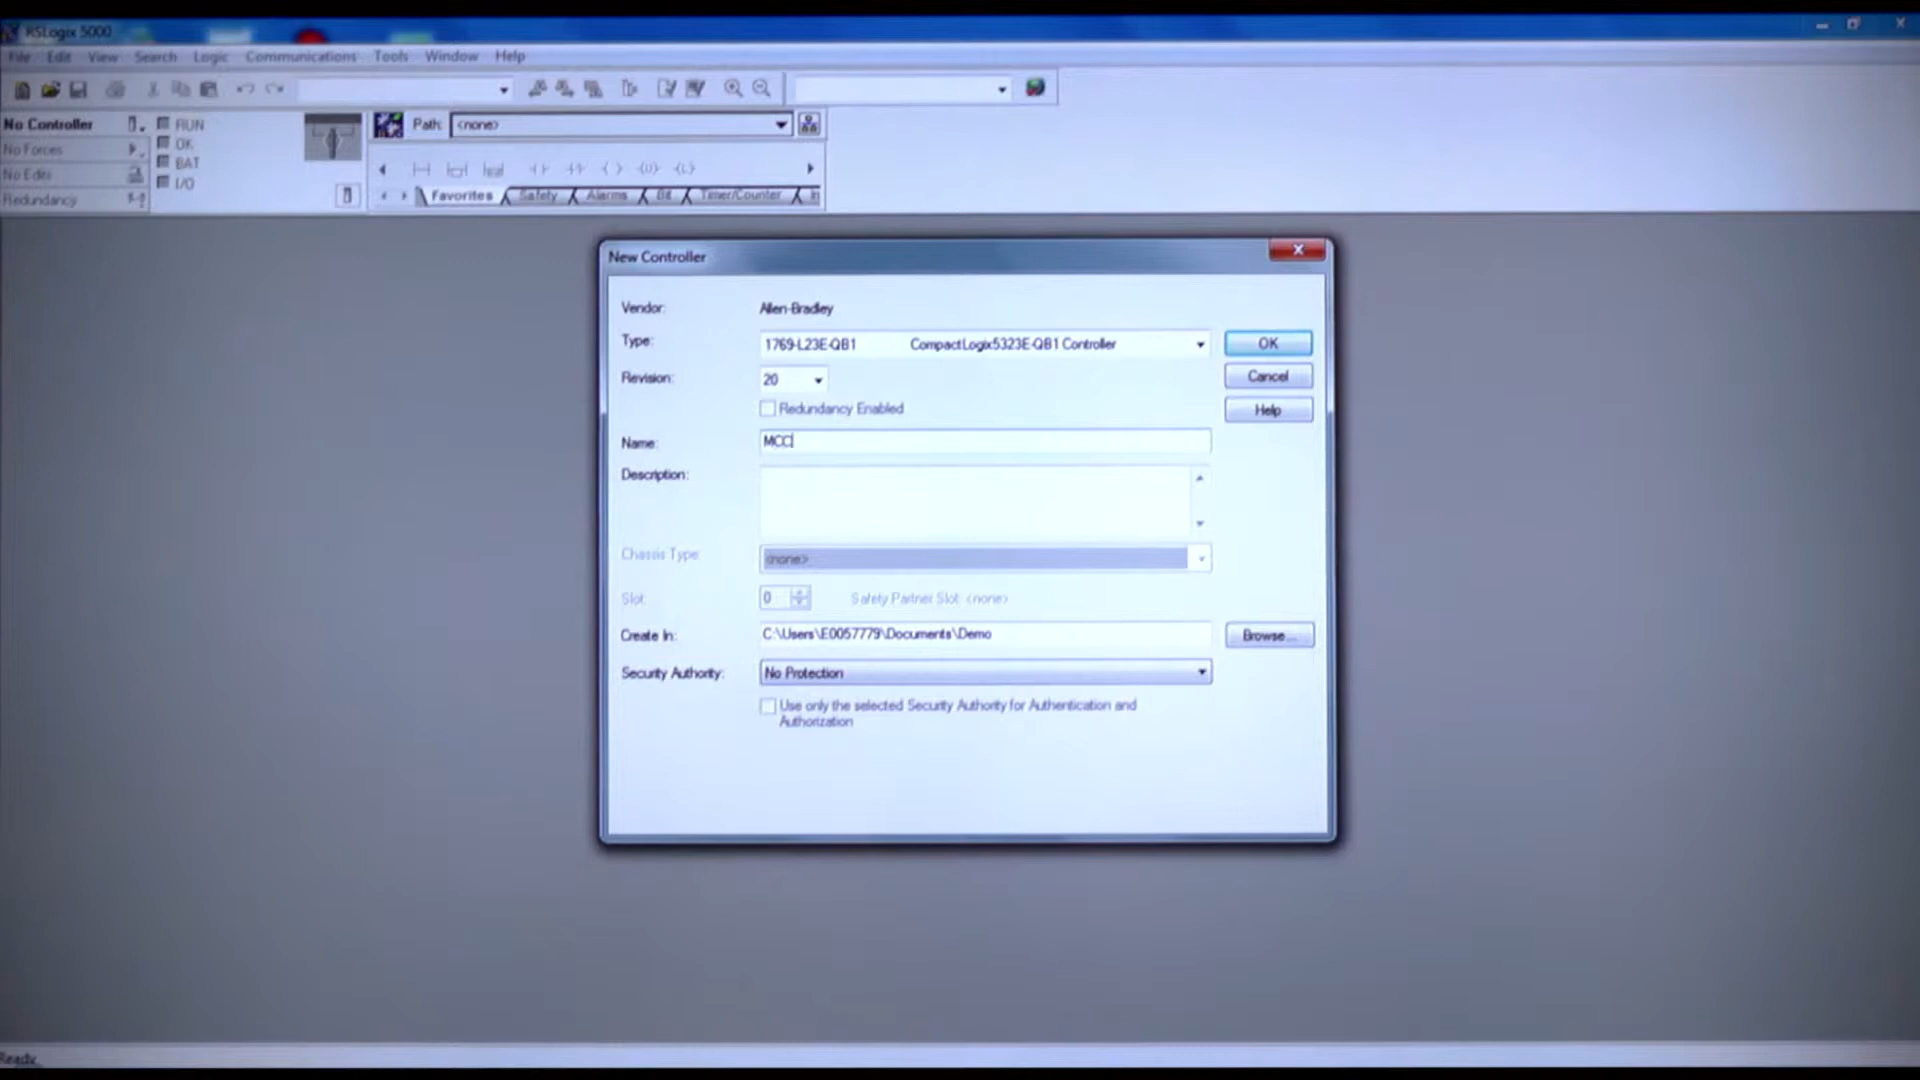 RSLogix 5000
File Edit View Search Logic Communications Tools Window Help
No Controller
RUN
Path: <none>
No Forces
OK
No Edits
BAT
Redundancy
I/O
Favorites Safety Alarms Bit Timer/Counter
New Controller
Vendor: Allen-Bradley
Type: 1769-L23E-QB1 CompactLogix5323E-QB1 Controller OK
Revision: 20 Cancel
Redundancy Enabled Help
Name: MCC
Description:
Chassis Type <none>
Slot: 0 Safety Partner Slot: <none>
Create In: C:\Users\E0057779\Documents\Demo Browse...
Security Authority: No Protection
Use only the selected Security Authority for Authentication and
Authorization
Ready